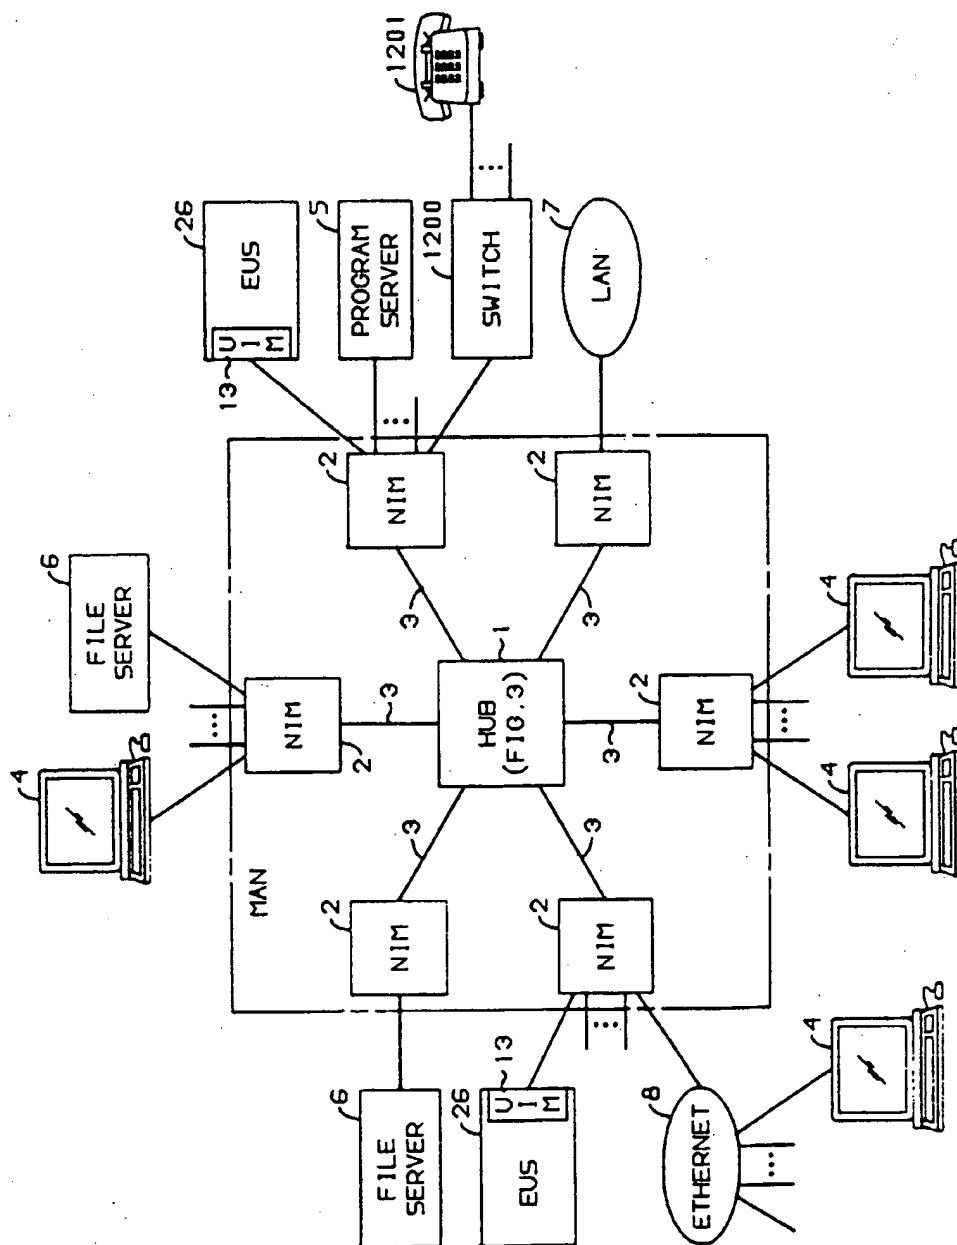 4
6
FILE
SERVER
26
EUS
13
U
I
M
MAN
NIM
2
3
5
PROGRAM
SERVER
2
NIM
1200
SWITCH
1201
2
NIM
3
3
6
FILE
SERVER
1
HUB
(FIG.3)
26
EUS
13
U
I
M
2
NIM
3
3
7
LAN
2
NIM
3
2
NIM
8
ETHERNET
4
4
4